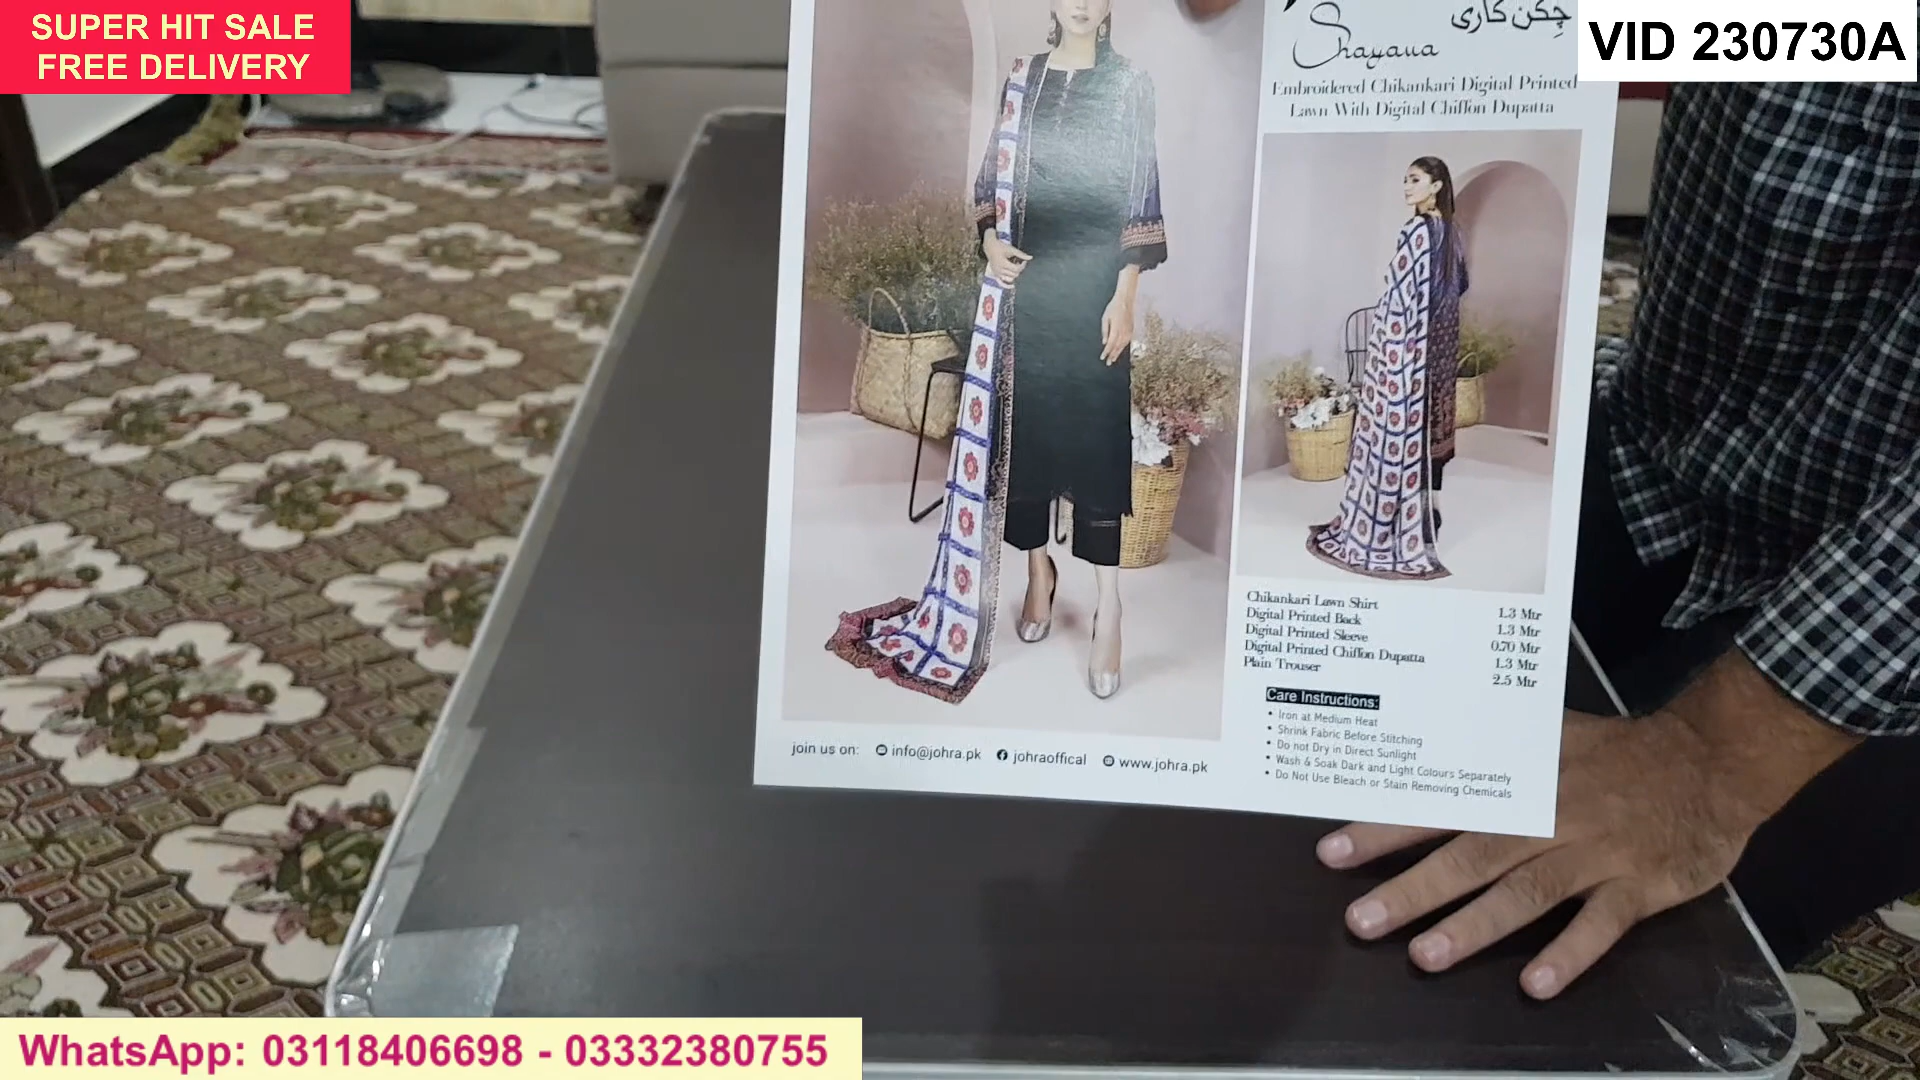 SUPER HIT SALE
FREE DELIVERY
VID 230730A
چکن کاری
Shayana
Embroidered Chikankari Digital Printed
Lawn With Digital Chiffon Dupatta
Chikankari Lawn Shirt 1.3 Mtr
Digital Printed Back 1.3 Mtr
Digital Printed Sleeve 0.70 Mtr
Digital Printed Chiffon Dupatta 1.3 Mtr
Plain Trouser 2.5 Mtr
Care Instructions:
• Iron at Medium Heat
• Shrink Fabric Before Stitching
• Do not Dry in Direct Sunlight
• Wash & Soak Dark and Light Colours Separately
• Do Not Use Bleach or Stain Removing Chemicals
join us on: info@johra.pk johraoffical www.johra.pk
WhatsApp: 03118406698 - 03332380755